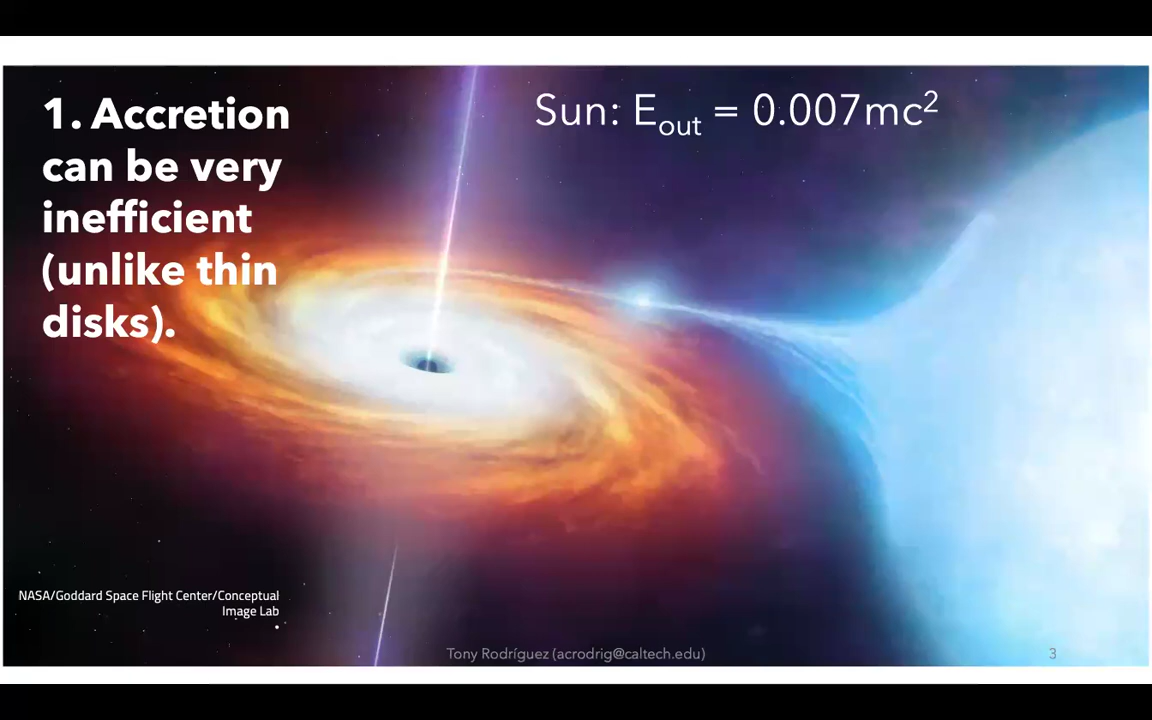 1. Accretion
can be very
inefficient
(unlike thin
disks).
Sun: E_out = 0.007mc²
NASA/Goddard Space Flight Center/Conceptual
Image Lab
Tony Rodríguez (acrodrig@caltech.edu)
3